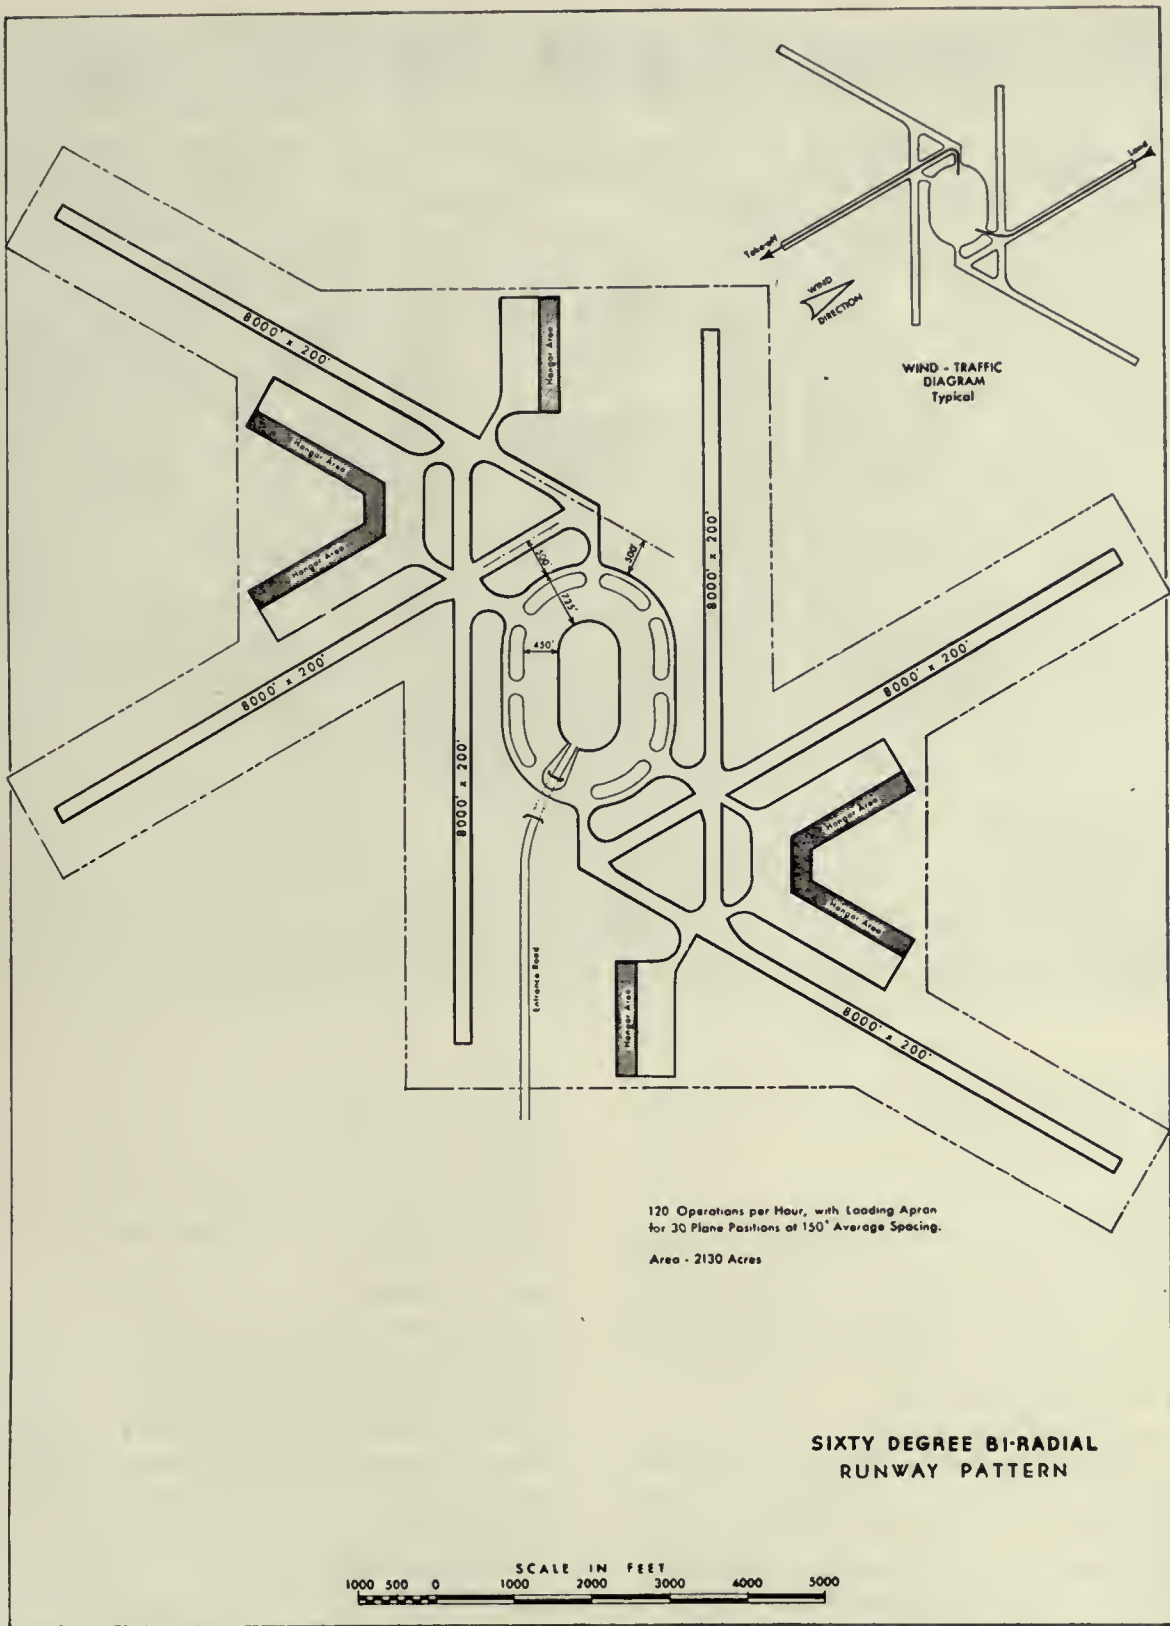 Land
Take-off
WIND
DIRECTION
WIND - TRAFFIC
DIAGRAM
Typical
8000' x 200'
Hangar Area
Hangar Area
Hangar Area
8000' x 200'
500'
500'
725'
450'
8000' x 200'
8000' x 200'
8000' x 200'
Hangar Area
Hangar Area
Entrance Road
Hangar Area
8000' x 200'
120 Operations per Hour, with Loading Apron
for 30 Plane Positions at 150' Average Spacing.
Area - 2130 Acres
SIXTY DEGREE BI-RADIAL
RUNWAY PATTERN
SCALE IN FEET
1000 500 0 1000 2000 3000 4000 5000